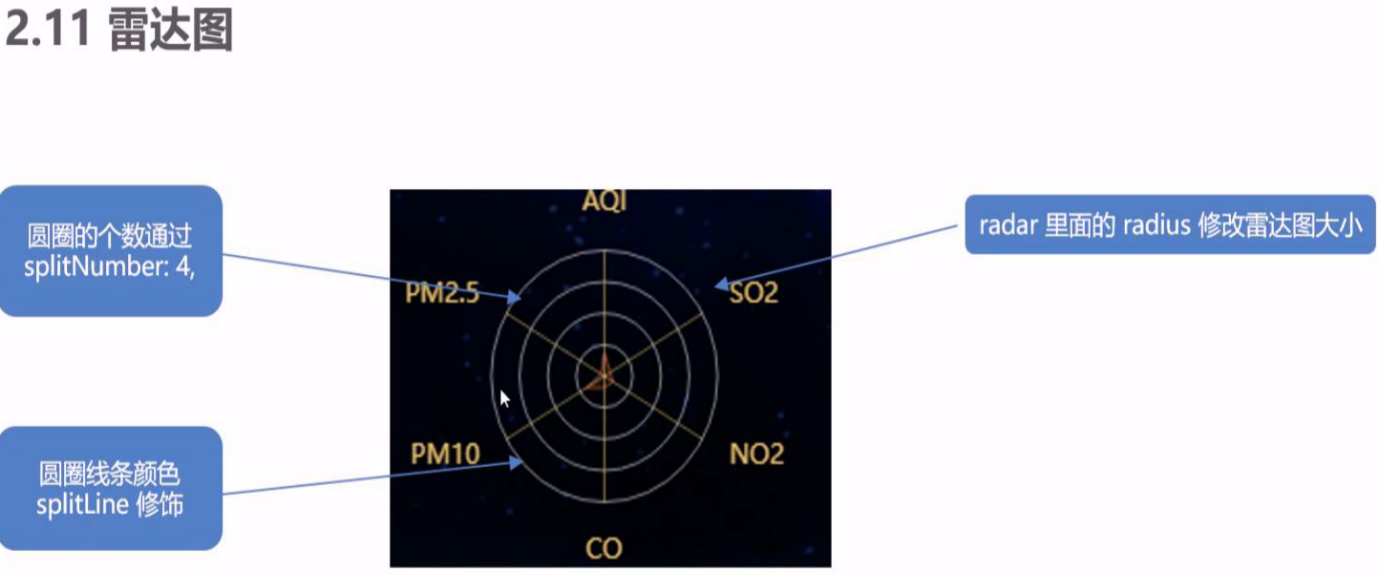 2.11 雷达图
圆圈的个数通过
splitNumber: 4,
radar 里面的 radius 修改雷达图大小
AQI
PM2.5
SO2
PM10
NO2
CO
圆圈线条颜色
splitLine 修饰